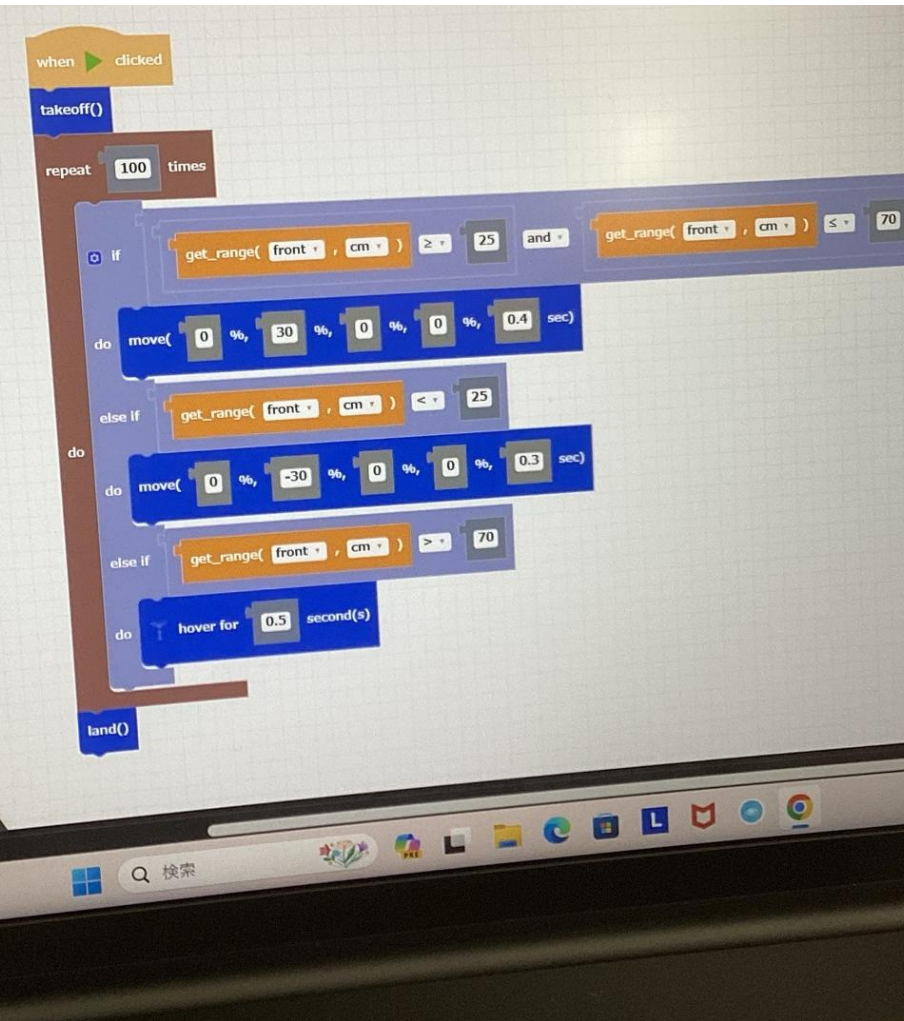 when clicked
takeoff()
repeat 100 times
if get_range( front , cm ) ≥ 25 and get_range( front , cm ) ≤ 70
do move( 0 %, 30 %, 0 %, 0 %, 0.4 sec)
else if get_range( front , cm ) < 25
do
do move( 0 %, -30 %, 0 %, 0 %, 0.3 sec)
else if get_range( front , cm ) > 70
do hover for 0.5 second(s)
land()
検索
PRE
L